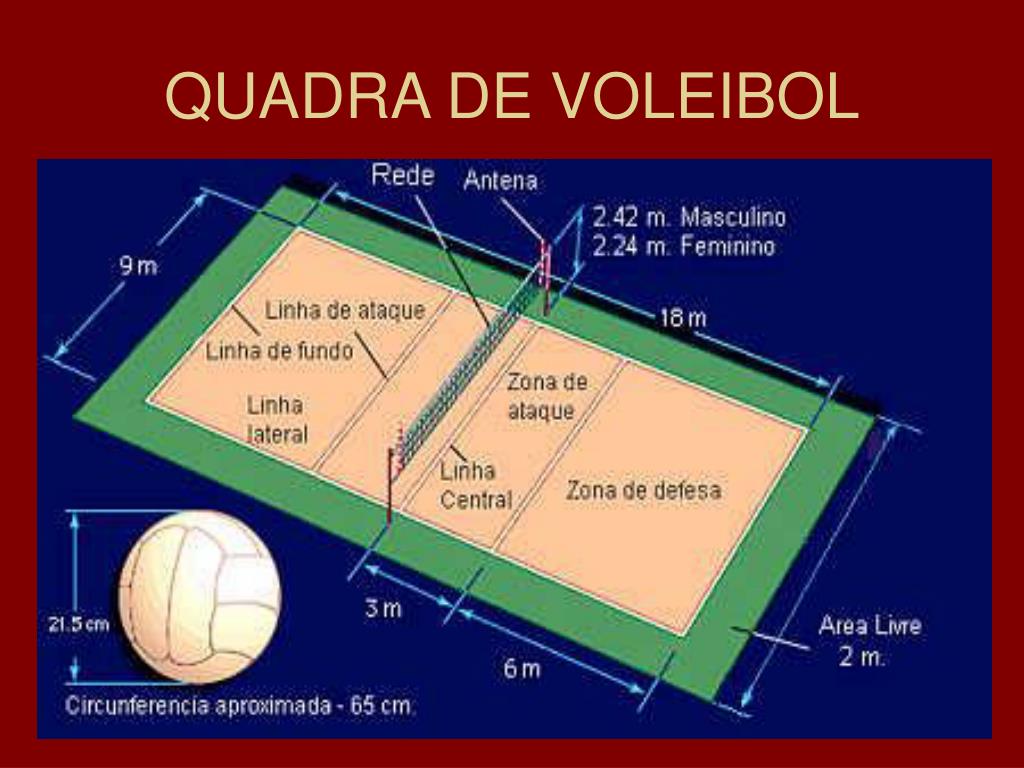 QUADRA DE VOLEIBOL
Rede
Antena
2.42 m. Masculino
2.24 m. Feminino
9 m
18 m
Linha de ataque
Linha de fundo
Linha
lateral
Zona de
ataque
Linha
Central
Zona de defesa
21.5 cm
3 m
6 m
Area Livre
2 m.
Circunferencia aproximada - 65 cm.